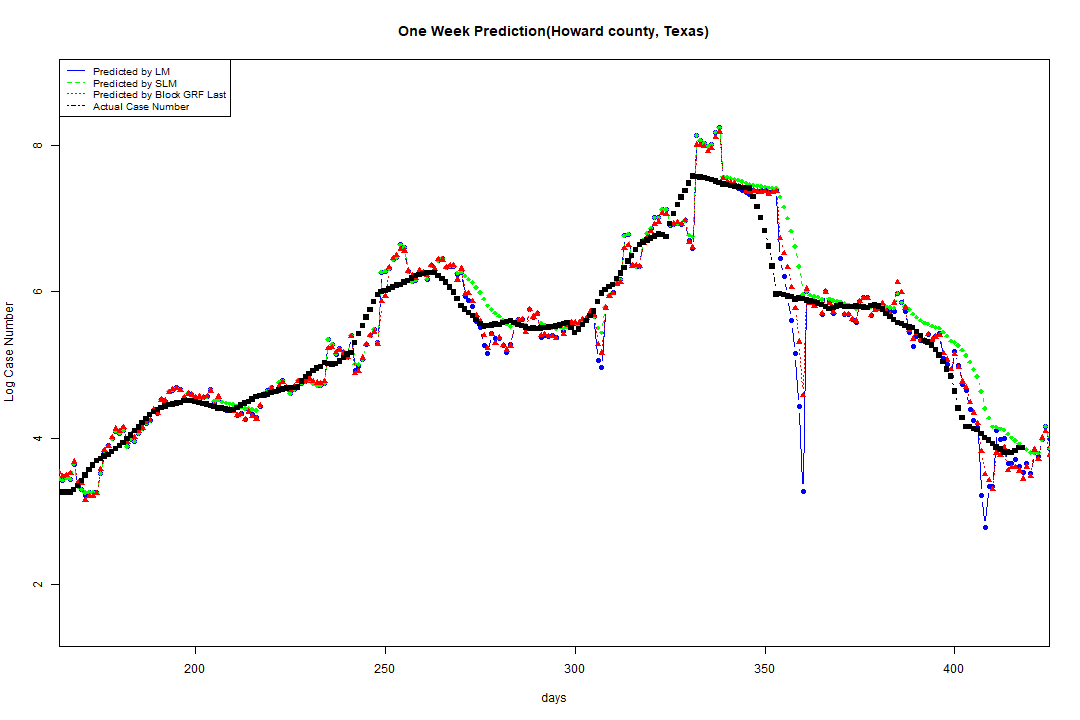 One Week Prediction(Howard county, Texas)
Predicted by LM
Predicted by SLM
Predicted by Block GRF Last
Actual Case Number
8
6
4
2
Log Case Number
200 250 300 350 400
days